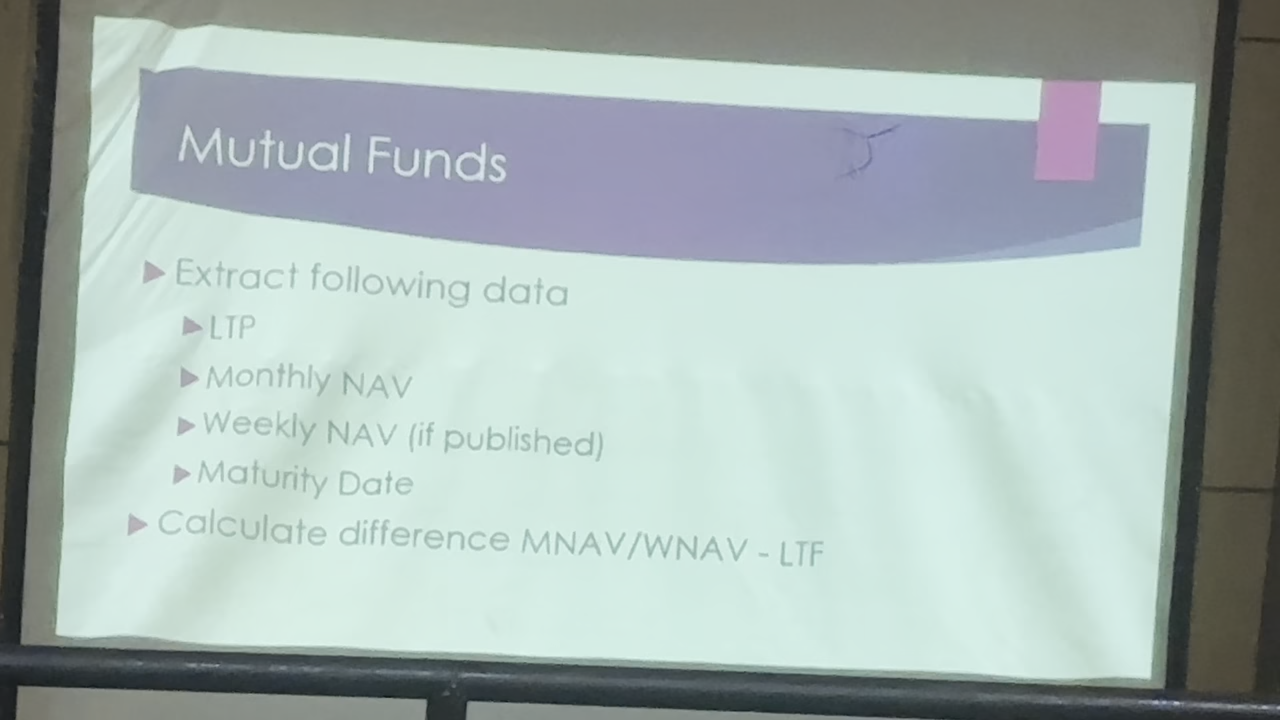 Mutual Funds
Extract following data
LTP
Monthly NAV
Weekly NAV (if published)
Maturity Date
Calculate difference MNAV/WNAV - LTF